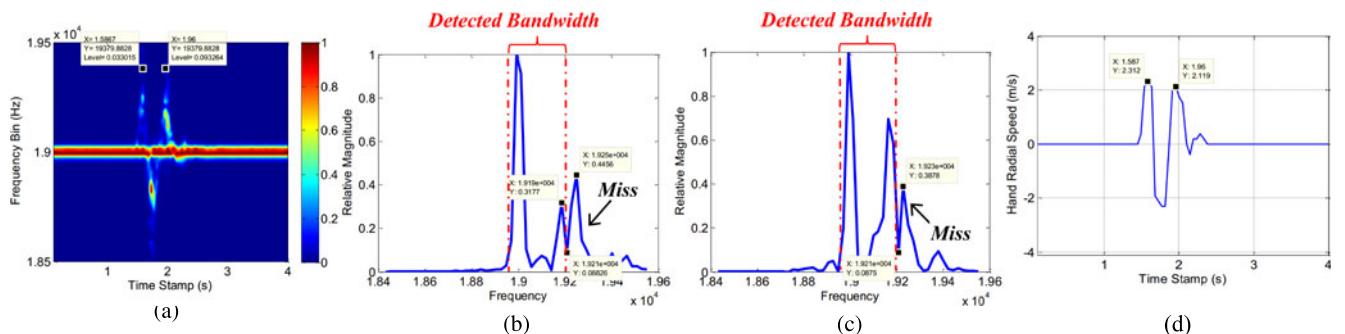 (a)
1.95
x 10⁴
X= 1.5867
Y= 19379.8828
Level= 0.033015
X= 1.96
Y= 19379.8828
Level= 0.093264
Frequency Bin (Hz)
1.9
1.85
1 2 3 4
Time Stamp (s)
1
0.8
0.6
0.4
0.2
0
(a)
(b)
Detected Bandwidth
Relative Magnitude
1
0.8
0.6
0.4
0.2
0
X: 1.925e+004
Y: 0.4456
X: 1.919e+004
Y: 0.3177
Miss
X: 1.921e+004
Y: 0.08826
1.84 1.86 1.88 1.9 1.92 1.94 1.96
Frequency
x 10⁴
(b)
(c)
Detected Bandwidth
Relative Magnitude
1
0.8
0.6
0.4
0.2
0
X: 1.923e+004
Y: 0.3878
Miss
X: 1.921e+004
Y: 0.0875
1.84 1.86 1.88 1.9 1.92 1.94 1.96
Frequency
x 10⁴
(c)
(d)
Hand Radial Speed (m/s)
4
2
0
-2
-4
X: 1.587
Y: 2.312
X: 1.96
Y: 2.119
1 2 3 4
Time Stamp (s)
(d)